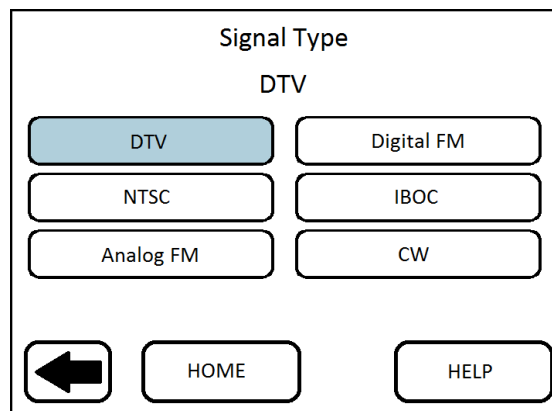 Signal Type
DTV
DTV
Digital FM
NTSC
IBOC
Analog FM
CW
HOME
HELP